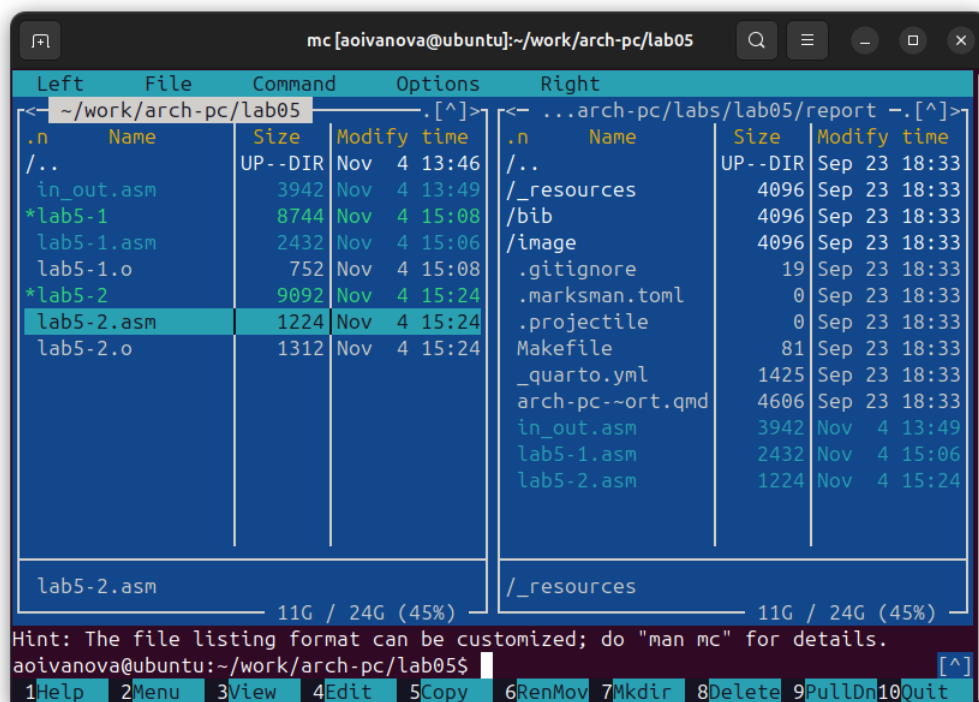 mc [aoivanova@ubuntu]:~/work/arch-pc/lab05
Left File Command Options Right
<— ~/work/arch-pc/lab05 —.[^]>
.n Name Size Modify time
/.. UP--DIR Nov 4 13:46
in_out.asm 3942 Nov 4 13:49
*lab5-1 8744 Nov 4 15:08
lab5-1.asm 2432 Nov 4 15:06
lab5-1.o 752 Nov 4 15:08
*lab5-2 9092 Nov 4 15:24
lab5-2.asm 1224 Nov 4 15:24
lab5-2.o 1312 Nov 4 15:24
lab5-2.asm
11G / 24G (45%)
<— ...arch-pc/labs/lab05/report —.[^]>
.n Name Size Modify time
/.. UP--DIR Sep 23 18:33
/_resources 4096 Sep 23 18:33
/bib 4096 Sep 23 18:33
/image 4096 Sep 23 18:33
.gitignore 19 Sep 23 18:33
.marksman.toml 0 Sep 23 18:33
.projectile 0 Sep 23 18:33
Makefile 81 Sep 23 18:33
_quarto.yml 1425 Sep 23 18:33
arch-pc-~ort.qmd 4606 Sep 23 18:33
in_out.asm 3942 Nov 4 13:49
lab5-1.asm 2432 Nov 4 15:06
lab5-2.asm 1224 Nov 4 15:24
/_resources
11G / 24G (45%)
Hint: The file listing format can be customized; do "man mc" for details.
aoivanova@ubuntu:~/work/arch-pc/lab05$ [^]
1Help 2Menu 3View 4Edit 5Copy 6RenMov 7Mkdir 8Delete 9PullDn 10Quit